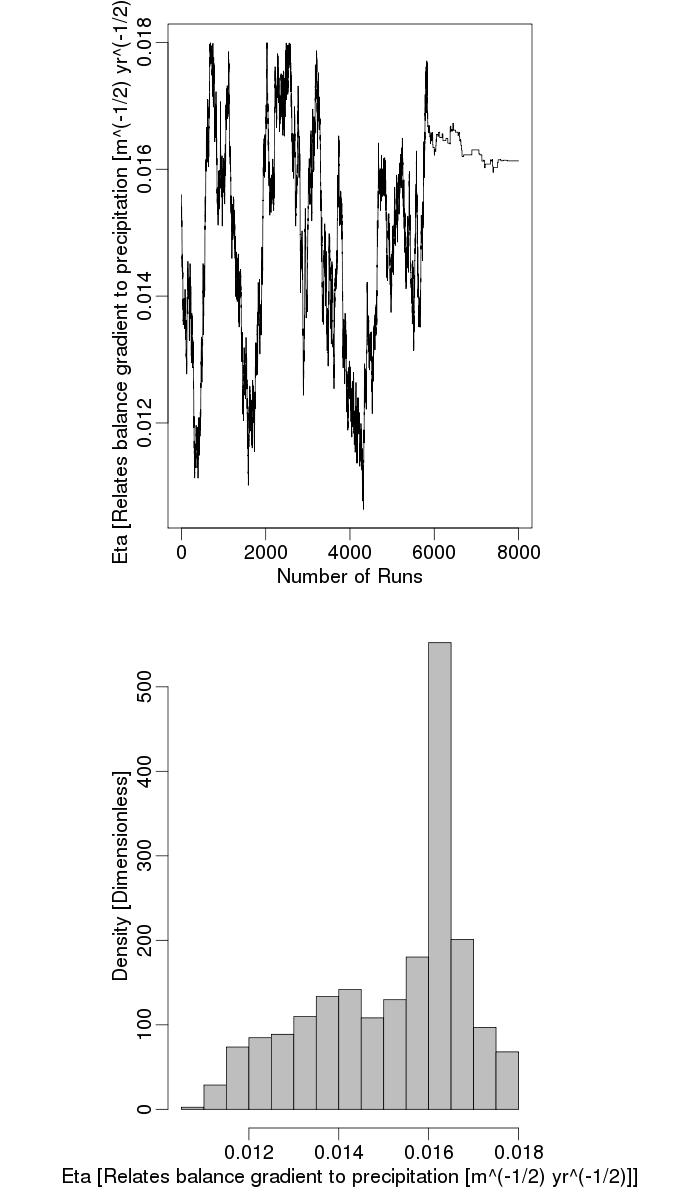 Eta [Relates balance gradient to precipitation [m^(-1/2) yr^(-1/2)
0.018
0.016
0.014
0.012
0 2000 4000 6000 8000
Number of Runs
Density [Dimensionless]
500
400
300
200
100
0
0.012 0.014 0.016 0.018
Eta [Relates balance gradient to precipitation [m^(-1/2) yr^(-1/2)]]